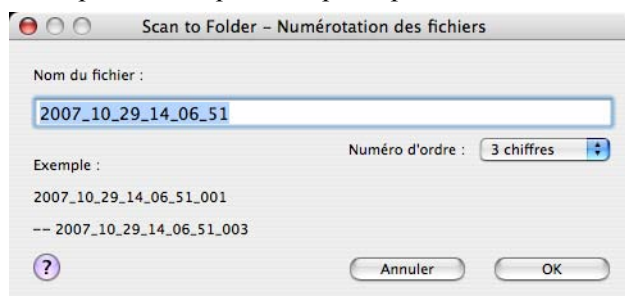 Scan to Folder – Numérotation des fichiers
Nom du fichier :
2007_10_29_14_06_51
Numéro d'ordre : 3 chiffres
Exemple :
2007_10_29_14_06_51_001
-- 2007_10_29_14_06_51_003
? Annuler OK